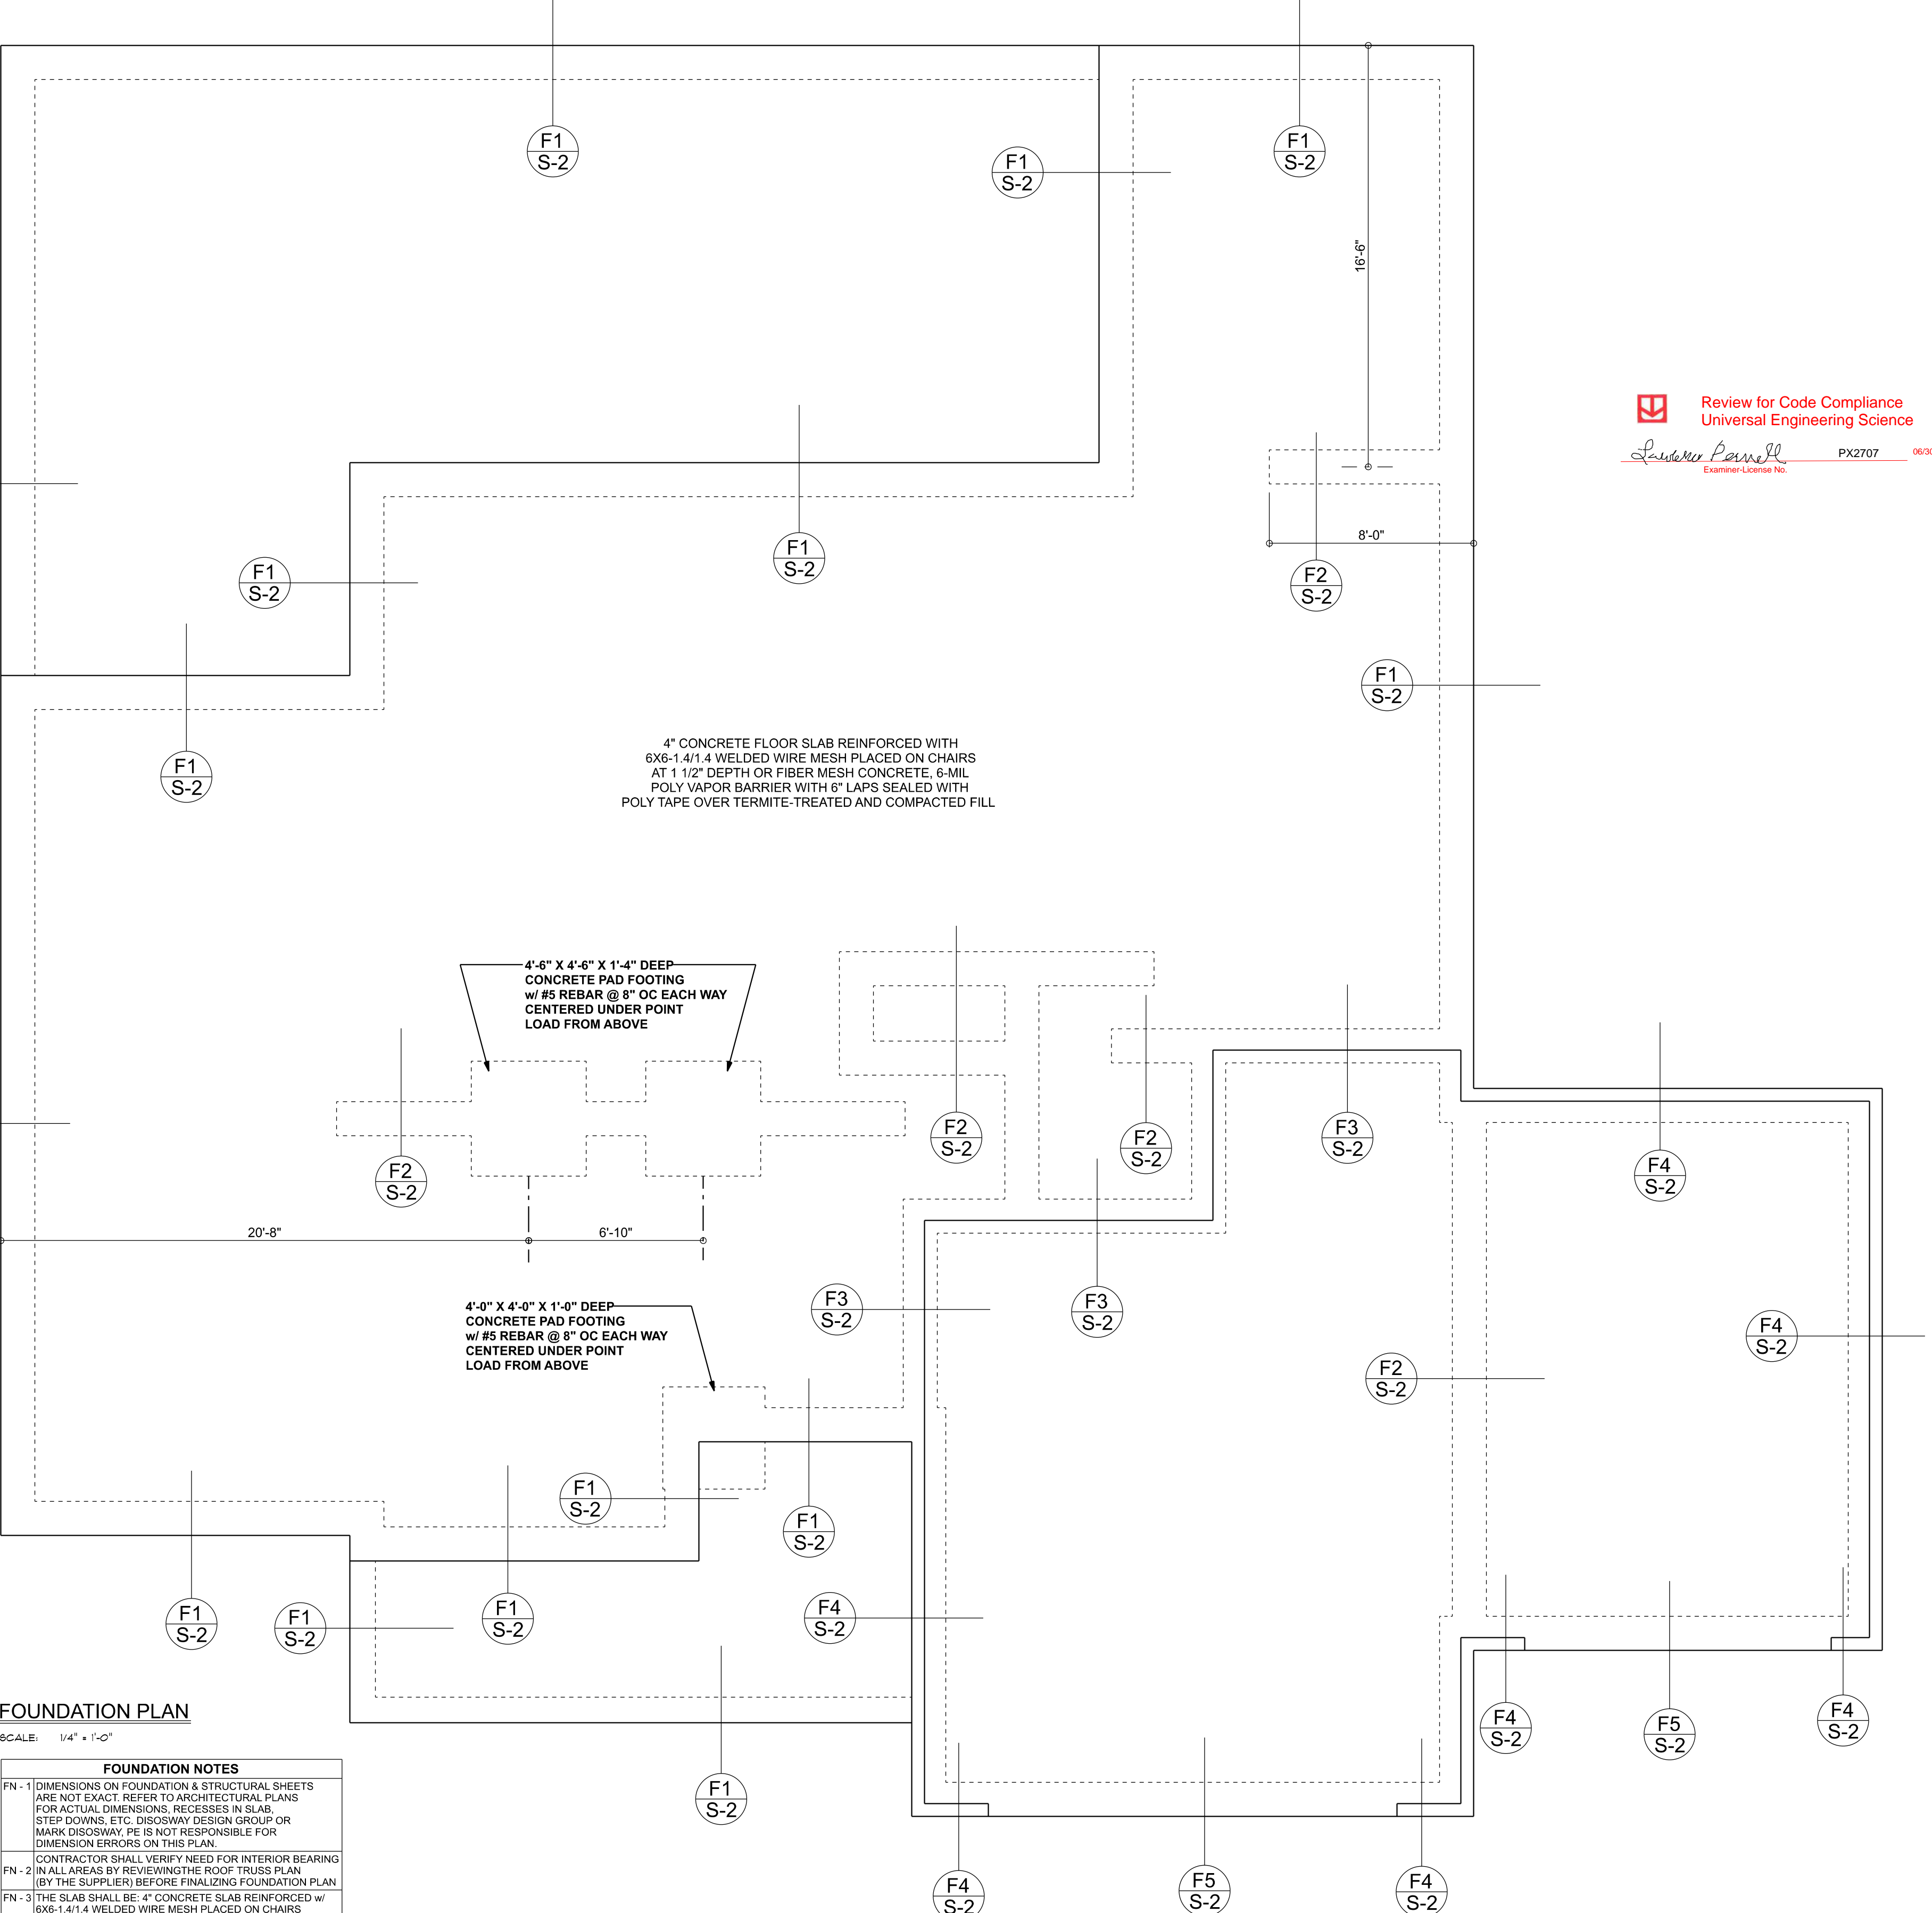 F1
S-2
F1
S-2
F1
S-2
16'-6"
Review for Code Compliance
Universal Engineering Science
PX2707
06/30
Examiner-License No.
8'-0"
F1
S-2
F1
S-2
F2
S-2
F1
S-2
F1
S-2
4" CONCRETE FLOOR SLAB REINFORCED WITH
6X6-1.4/1.4 WELDED WIRE MESH PLACED ON CHAIRS
AT 1 1/2" DEPTH OR FIBER MESH CONCRETE, 6-MIL
POLY VAPOR BARRIER WITH 6" LAPS SEALED WITH
POLY TAPE OVER TERMITE-TREATED AND COMPACTED FILL
4'-6" X 4'-6" X 1'-4" DEEP
CONCRETE PAD FOOTING
w/ #5 REBAR @ 8" OC EACH WAY
CENTERED UNDER POINT
LOAD FROM ABOVE
F2
S-2
F2
S-2
F2
S-2
F3
S-2
F4
S-2
20'-8"
6'-10"
4'-0" X 4'-0" X 1'-0" DEEP
CONCRETE PAD FOOTING
w/ #5 REBAR @ 8" OC EACH WAY
CENTERED UNDER POINT
LOAD FROM ABOVE
F3
S-2
F3
S-2
F2
S-2
F4
S-2
F1
S-2
F1
S-2
F1
S-2
F1
S-2
F1
S-2
F4
S-2
F4
S-2
F5
S-2
F4
S-2
F1
S-2
F4
S-2
F5
S-2
F4
S-2
FOUNDATION PLAN
SCALE: 1/4" = 1'-0"
FOUNDATION NOTES
FN - 1 DIMENSIONS ON FOUNDATION & STRUCTURAL SHEETS
ARE NOT EXACT. REFER TO ARCHITECTURAL PLANS
FOR ACTUAL DIMENSIONS, RECESSES IN SLAB,
STEP DOWNS, ETC. DISOSWAY DESIGN GROUP OR
MARK DISOSWAY, PE IS NOT RESPONSIBLE FOR
DIMENSION ERRORS ON THIS PLAN.
CONTRACTOR SHALL VERIFY NEED FOR INTERIOR BEARING
FN - 2 IN ALL AREAS BY REVIEWINGTHE ROOF TRUSS PLAN
(BY THE SUPPLIER) BEFORE FINALIZING FOUNDATION PLAN
FN - 3 THE SLAB SHALL BE: 4" CONCRETE SLAB REINFORCED w/
6X6-1.4/1.4 WELDED WIRE MESH PLACED ON CHAIRS